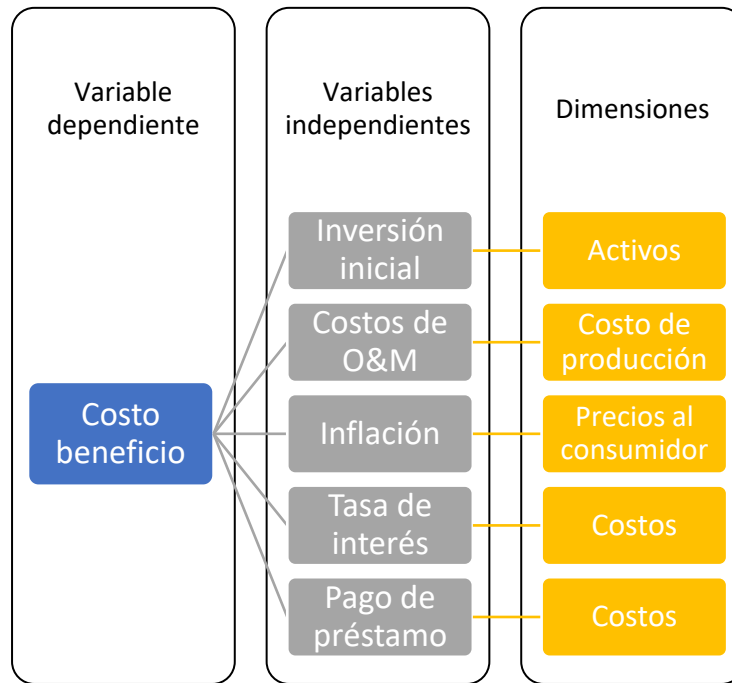 Variable
dependiente
Costo
beneficio
Variables
independientes
Inversión
inicial
Costos de
O&M
Inflación
Tasa de
interés
Pago de
préstamo
Dimensiones
Activos
Costo de
producción
Precios al
consumidor
Costos
Costos